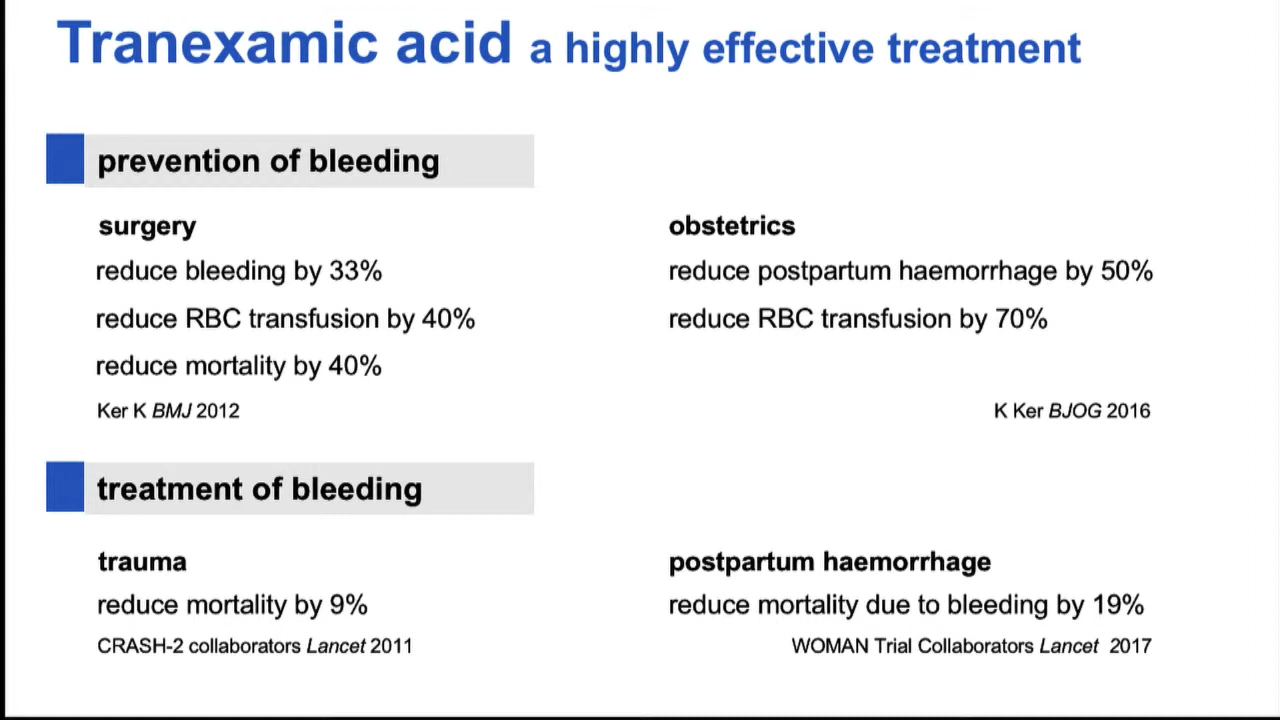 Tranexamic acid a highly effective treatment
prevention of bleeding
surgery
reduce bleeding by 33%
reduce RBC transfusion by 40%
reduce mortality by 40%
Ker K BMJ 2012
obstetrics
reduce postpartum haemorrhage by 50%
reduce RBC transfusion by 70%
K Ker BJOG 2016
treatment of bleeding
trauma
reduce mortality by 9%
CRASH-2 collaborators Lancet 2011
postpartum haemorrhage
reduce mortality due to bleeding by 19%
WOMAN Trial Collaborators Lancet 2017